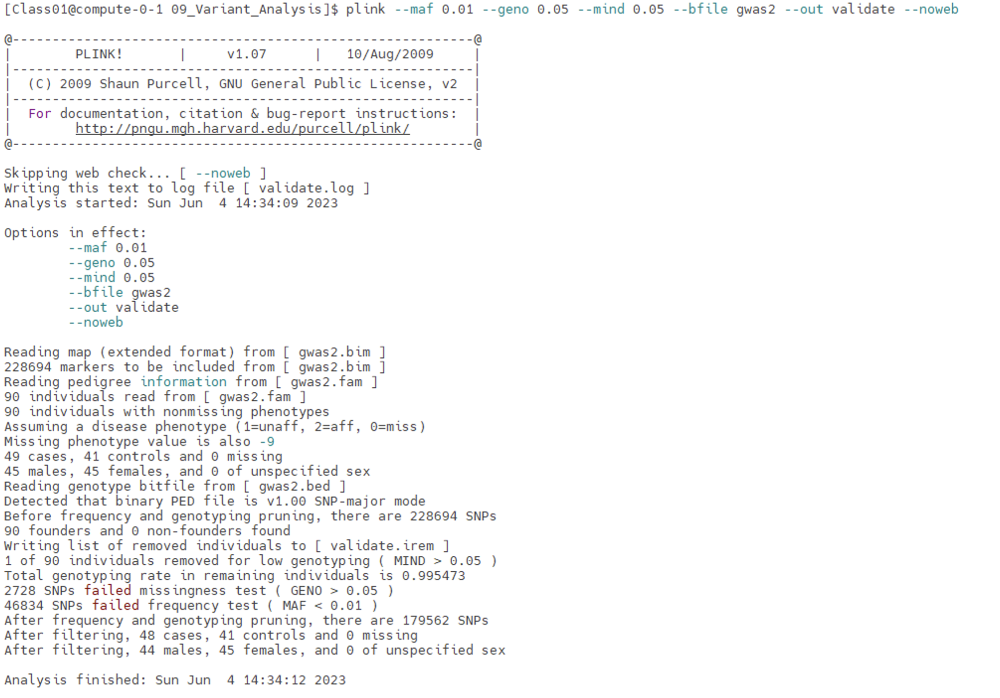 [Class01@compute-0-1 09_Variant_Analysis]$ plink --maf 0.01 --geno 0.05 --mind 0.05 --bfile gwas2 --out validate --noweb
@----------------------------------------------------------@
|        PLINK!       |     v1.07      |   10/Aug/2009     |
|----------------------------------------------------------|
|  (C) 2009 Shaun Purcell, GNU General Public License, v2  |
|----------------------------------------------------------|
|  For documentation, citation & bug-report instructions:  |
|        http://pngu.mgh.harvard.edu/purcell/plink/        |
@----------------------------------------------------------@
Skipping web check... [ --noweb ]
Writing this text to log file [ validate.log ]
Analysis started: Sun Jun  4 14:34:09 2023
Options in effect:
        --maf 0.01
        --geno 0.05
        --mind 0.05
        --bfile gwas2
        --out validate
        --noweb
Reading map (extended format) from [ gwas2.bim ]
228694 markers to be included from [ gwas2.bim ]
Reading pedigree information from [ gwas2.fam ]
90 individuals read from [ gwas2.fam ]
90 individuals with nonmissing phenotypes
Assuming a disease phenotype (1=unaff, 2=aff, 0=miss)
Missing phenotype value is also -9
49 cases, 41 controls and 0 missing
45 males, 45 females, and 0 of unspecified sex
Reading genotype bitfile from [ gwas2.bed ]
Detected that binary PED file is v1.00 SNP-major mode
Before frequency and genotyping pruning, there are 228694 SNPs
90 founders and 0 non-founders found
Writing list of removed individuals to [ validate.irem ]
1 of 90 individuals removed for low genotyping ( MIND > 0.05 )
Total genotyping rate in remaining individuals is 0.995473
2728 SNPs failed missingness test ( GENO > 0.05 )
46834 SNPs failed frequency test ( MAF < 0.01 )
After frequency and genotyping pruning, there are 179562 SNPs
After filtering, 48 cases, 41 controls and 0 missing
After filtering, 44 males, 45 females, and 0 of unspecified sex
Analysis finished: Sun Jun  4 14:34:12 2023